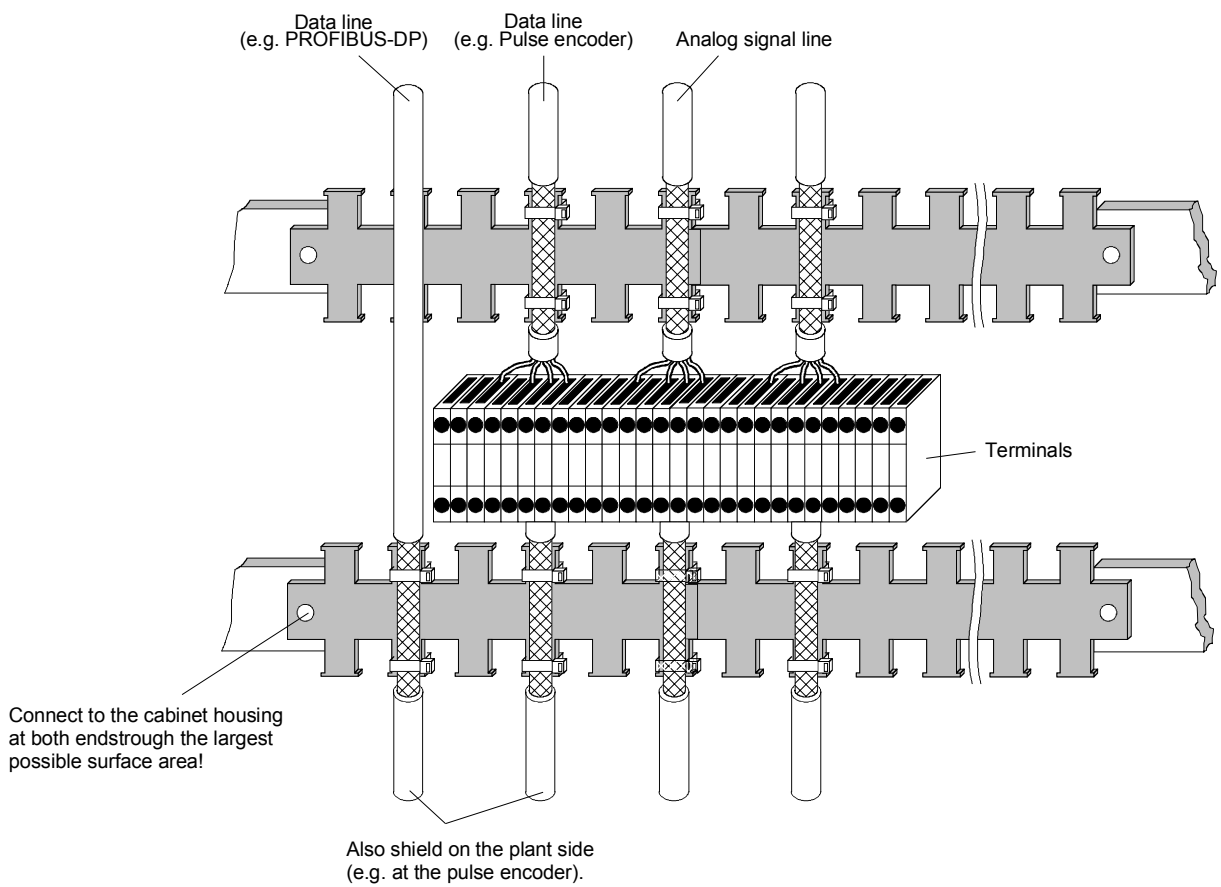 Data line
(e.g. PROFIBUS-DP)
Data line
(e.g. Pulse encoder)
Analog signal line
Terminals
Connect to the cabinet housing
at both endstrough the largest
possible surface area!
Also shield on the plant side
(e.g. at the pulse encoder).